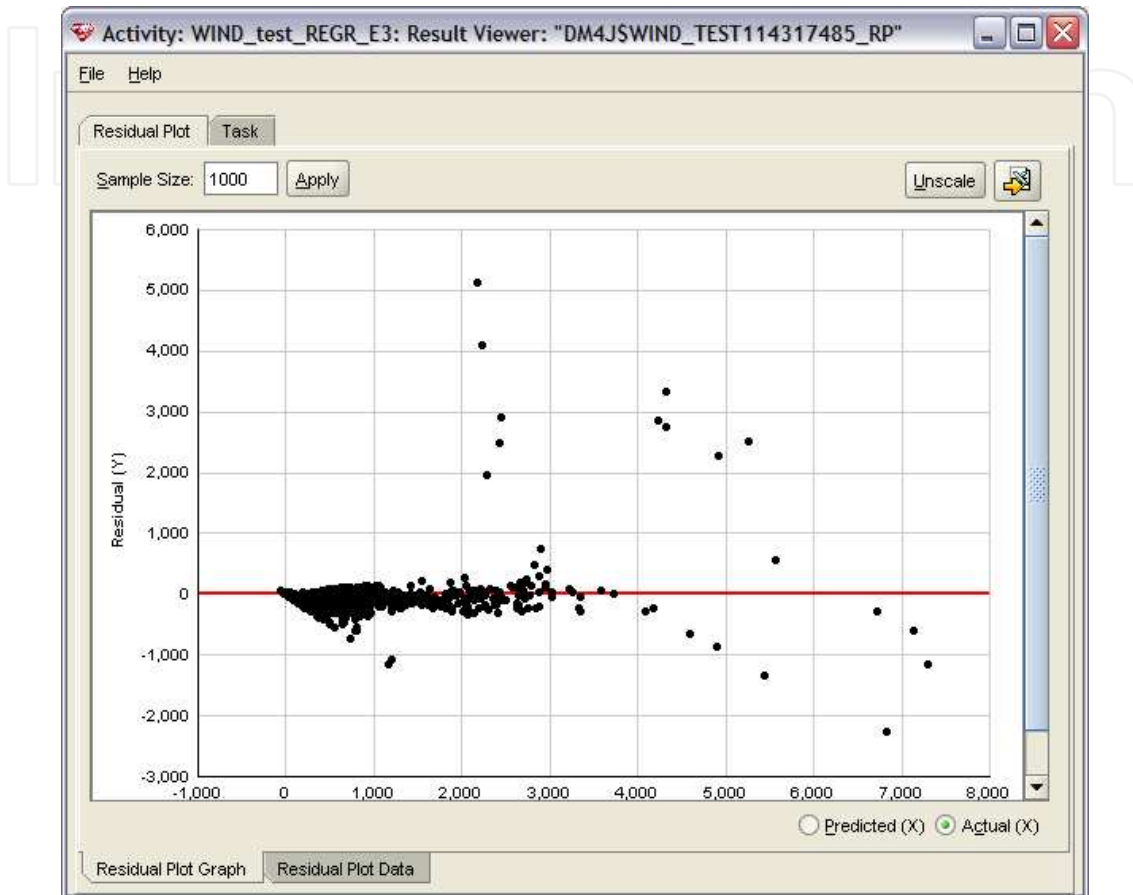 Activity: WIND_test_REGR_E3: Result Viewer: "DM4J$WIND_TEST114317485_RP"
File Help
Residual Plot Task
Sample Size: 1000 Apply Unscale
6,000
5,000
4,000
3,000
2,000
1,000
0
-1,000
-2,000
-3,000
Residual (Y)
-1,000 0 1,000 2,000 3,000 4,000 5,000 6,000 7,000 8,000
Predicted (X) Actual (X)
Residual Plot Graph Residual Plot Data